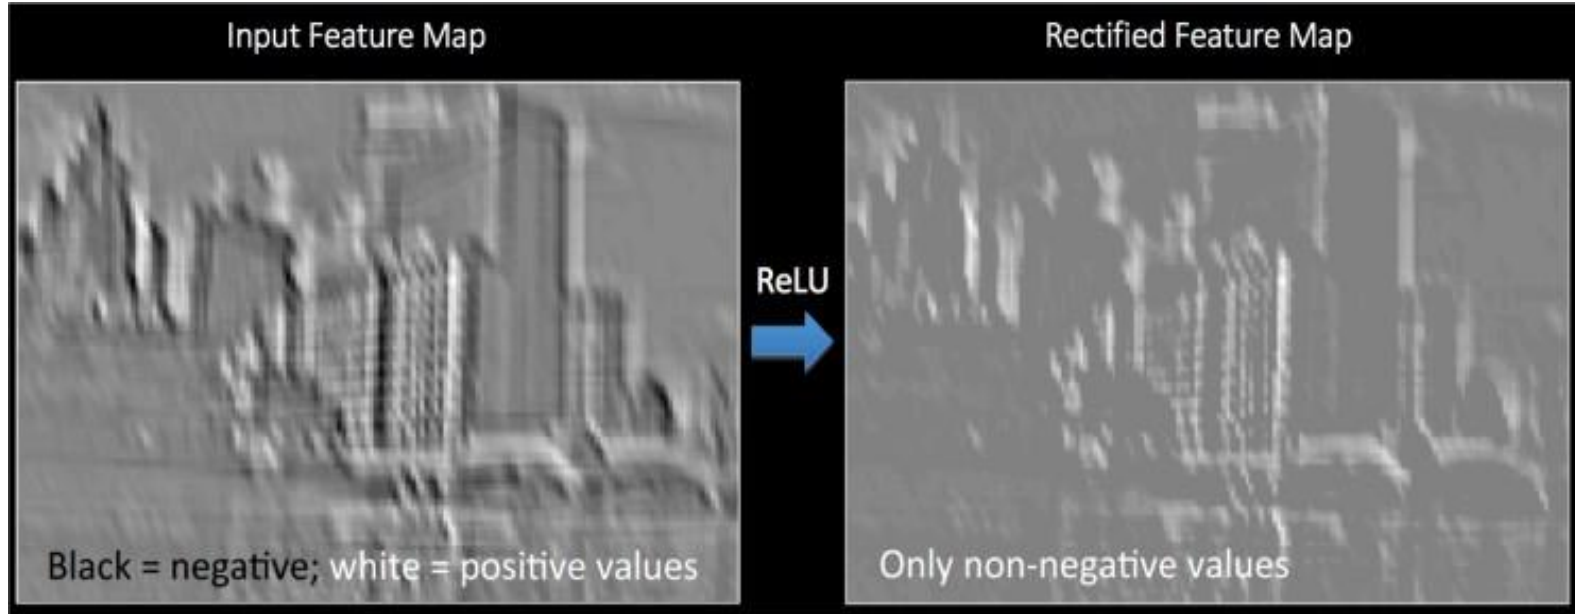 Input Feature Map
Rectified Feature Map
ReLU
Black = negative; white = positive values
Only non-negative values